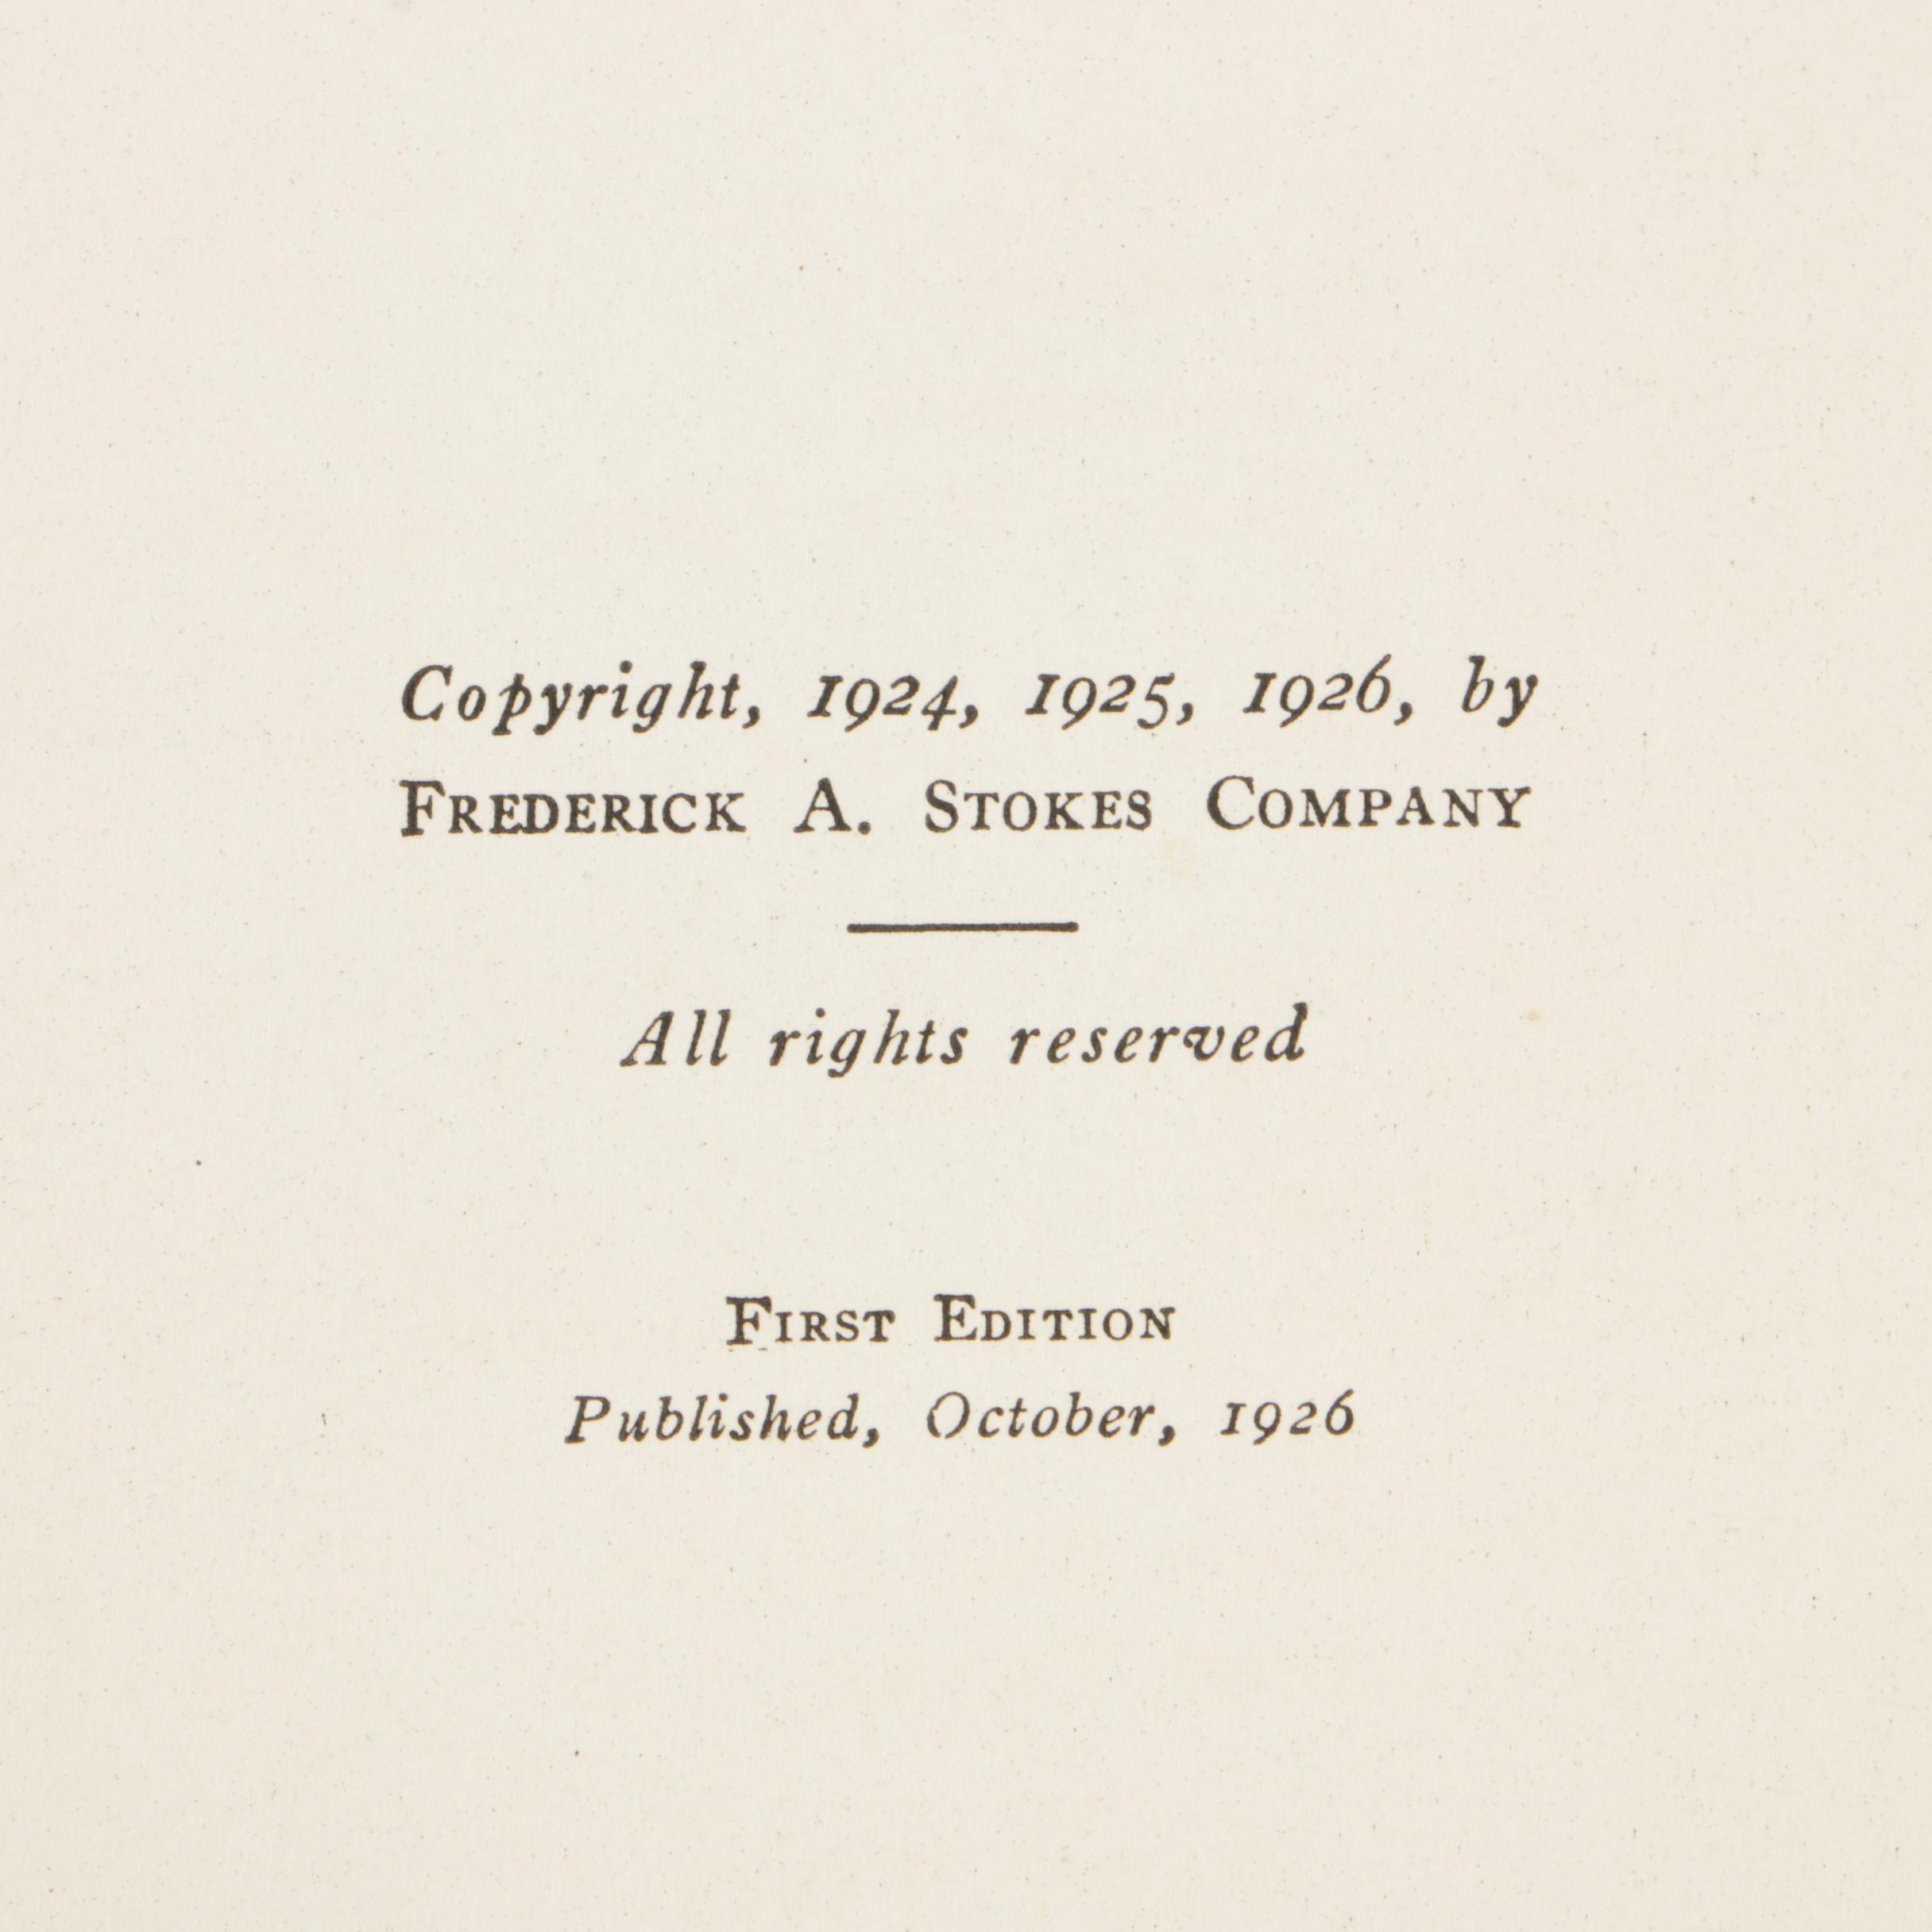 Copyright, 1924, 1925, 1926, by
FREDERICK A. STOKES COMPANY
All rights reserved
FIRST EDITION
Published, October, 1926